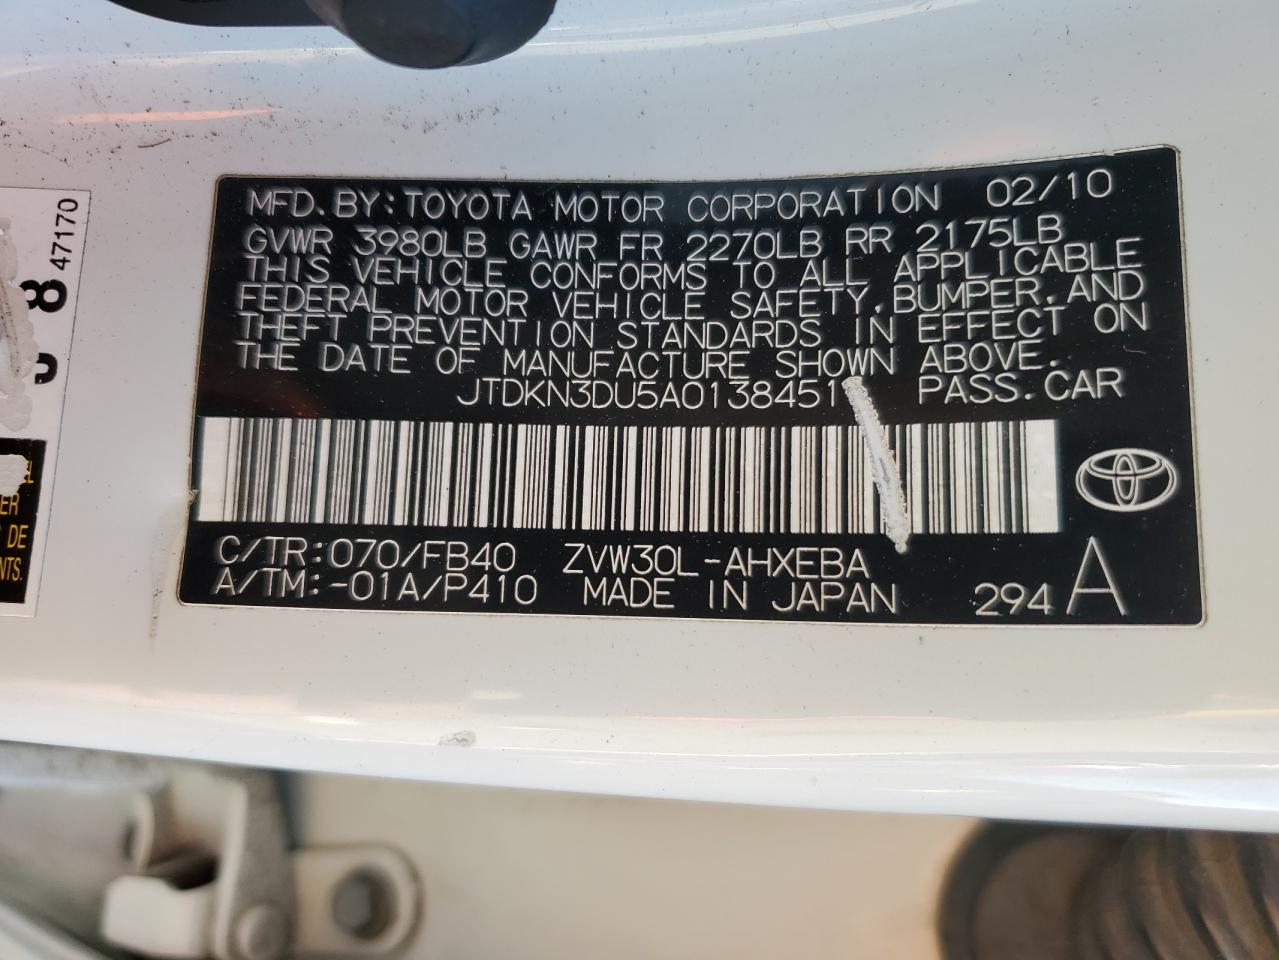 MFD. BY: TOYOTA MOTOR CORPORATION 02/10
GVWR 3980LB GAWR FR 2270LB RR 2175LB
THIS VEHICLE CONFORMS TO ALL APPLICABLE
FEDERAL MOTOR VEHICLE SAFETY, BUMPER, AND
THEFT PREVENTION STANDARDS IN EFFECT ON
THE DATE OF MANUFACTURE SHOWN ABOVE.
JTDKN3DU5A0138451 PASS. CAR
C/TR:070/FB40 ZVW30L-AHXEBA
A/TM:-01A/P410 MADE IN JAPAN 294 A
47170
8
DE